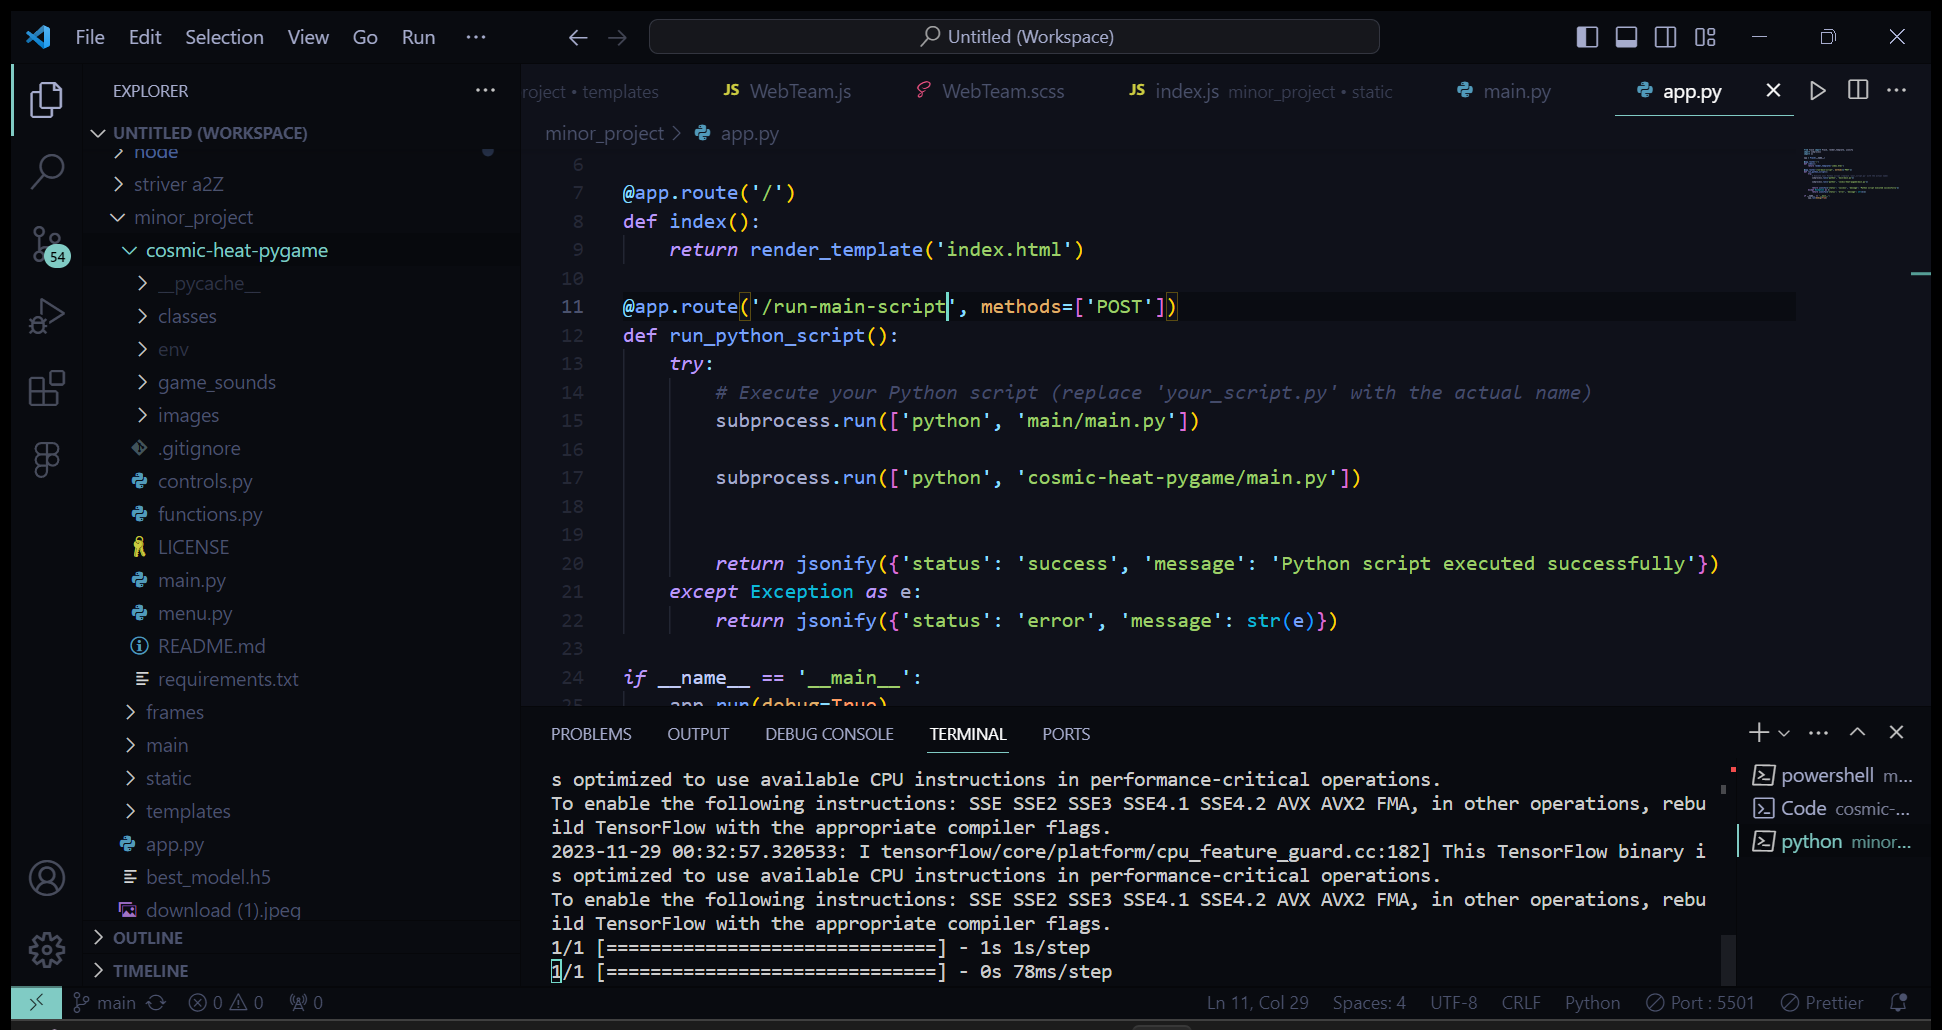 File Edit Selection View Go Run ···
Untitled (Workspace)
EXPLORER
UNTITLED (WORKSPACE)
node
striver a2Z
minor_project
cosmic-heat-pygame
__pycache__
classes
env
game_sounds
images
.gitignore
controls.py
functions.py
LICENSE
main.py
menu.py
README.md
requirements.txt
frames
main
static
templates
app.py
best_model.h5
download (1).jpeg
OUTLINE
TIMELINE
54
roject • templates JS WebTeam.js WebTeam.scss JS index.js minor_project • static main.py app.py
minor_project > app.py
6
7 @app.route('/')
8 def index():
9 return render_template('index.html')
10
11 @app.route('/run-main-script', methods=['POST'])
12 def run_python_script():
13 try:
14 # Execute your Python script (replace 'your_script.py' with the actual name)
15 subprocess.run(['python', 'main/main.py'])
16
17 subprocess.run(['python', 'cosmic-heat-pygame/main.py'])
18
19
20 return jsonify({'status': 'success', 'message': 'Python script executed successfully'})
21 except Exception as e:
22 return jsonify({'status': 'error', 'message': str(e)})
23
24 if __name__ == '__main__':
25 app.run(debug=True)
PROBLEMS OUTPUT DEBUG CONSOLE TERMINAL PORTS
s optimized to use available CPU instructions in performance-critical operations.
To enable the following instructions: SSE SSE2 SSE3 SSE4.1 SSE4.2 AVX AVX2 FMA, in other operations, rebu
ild TensorFlow with the appropriate compiler flags.
2023-11-29 00:32:57.320533: I tensorflow/core/platform/cpu_feature_guard.cc:182] This TensorFlow binary i
s optimized to use available CPU instructions in performance-critical operations.
To enable the following instructions: SSE SSE2 SSE3 SSE4.1 SSE4.2 AVX AVX2 FMA, in other operations, rebu
ild TensorFlow with the appropriate compiler flags.
1/1 [==============================] - 1s 1s/step
1/1 [==============================] - 0s 78ms/step
powershell m...
Code cosmic-...
python minor...
main 0 0 0 Ln 11, Col 29 Spaces: 4 UTF-8 CRLF Python Port : 5501 Prettier